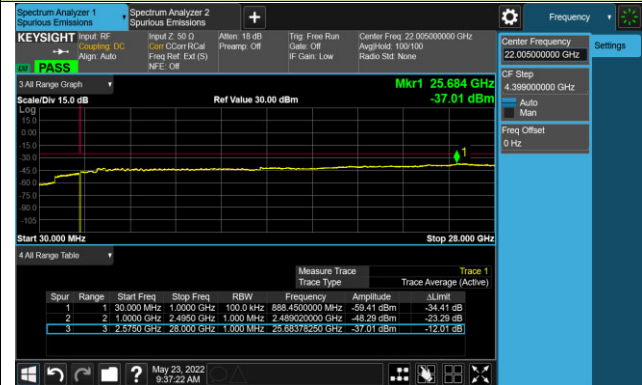 Spectrum Analyzer 1
Spurious Emissions
Spectrum Analyzer 2
Spurious Emissions
Frequency
KEYSIGHT
Input: RF
Coupling: DC
Align: Auto
Input Z: 50 Ω
Corr CCorr RCal
Freq Ref: Ext (S)
NFE: Off
Atten: 18 dB
Preamp: Off
Trig: Free Run
Gate: Off
IF Gain: Low
Center Freq: 22.005000000 GHz
Avg|Hold: 100/100
Radio Std: None
PASS
Center Frequency
22.005000000 GHz
Settings
CF Step
4.399000000 GHz
Auto
Man
Freq Offset
0 Hz
3 All Range Graph
Mkr1 25.684 GHz
Scale/Div 15.0 dB
Ref Value 30.00 dBm
-37.01 dBm
Log
15.0
0.00
-15.0
-30.0
-45.0
-60.0
-75.0
-90.0
-105
1
Start 30.000 MHz
Stop 28.000 GHz
4 All Range Table
Measure Trace Trace 1
Trace Type Trace Average (Active)
Spur Range Start Freq Stop Freq RBW Frequency Amplitude ΔLimit
1 1 30.000 MHz 1.0000 GHz 100.0 kHz 888.4500000 MHz -59.41 dBm -34.41 dB
2 2 1.0000 GHz 2.4950 GHz 1.000 MHz 2.489020000 GHz -48.29 dBm -23.29 dB
3 3 2.5750 GHz 28.000 GHz 1.000 MHz 25.68378250 GHz -37.01 dBm -12.01 dB
?
May 23, 2022
9:37:22 AM